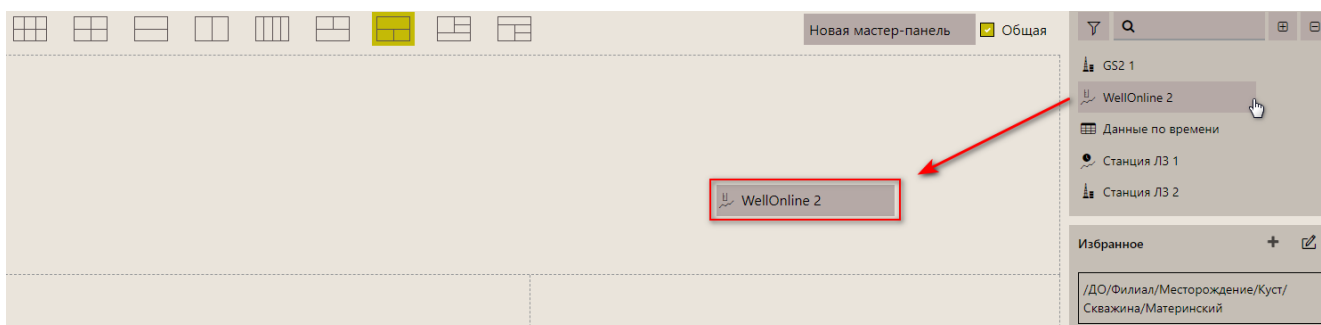 Новая мастер-панель
Общая
GS2 1
WellOnline 2
Данные по времени
Станция ЛЗ 1
Станция ЛЗ 2
WellOnline 2
Избранное
/ДО/Филиал/Месторождение/Куст/
Скважина/Материнский